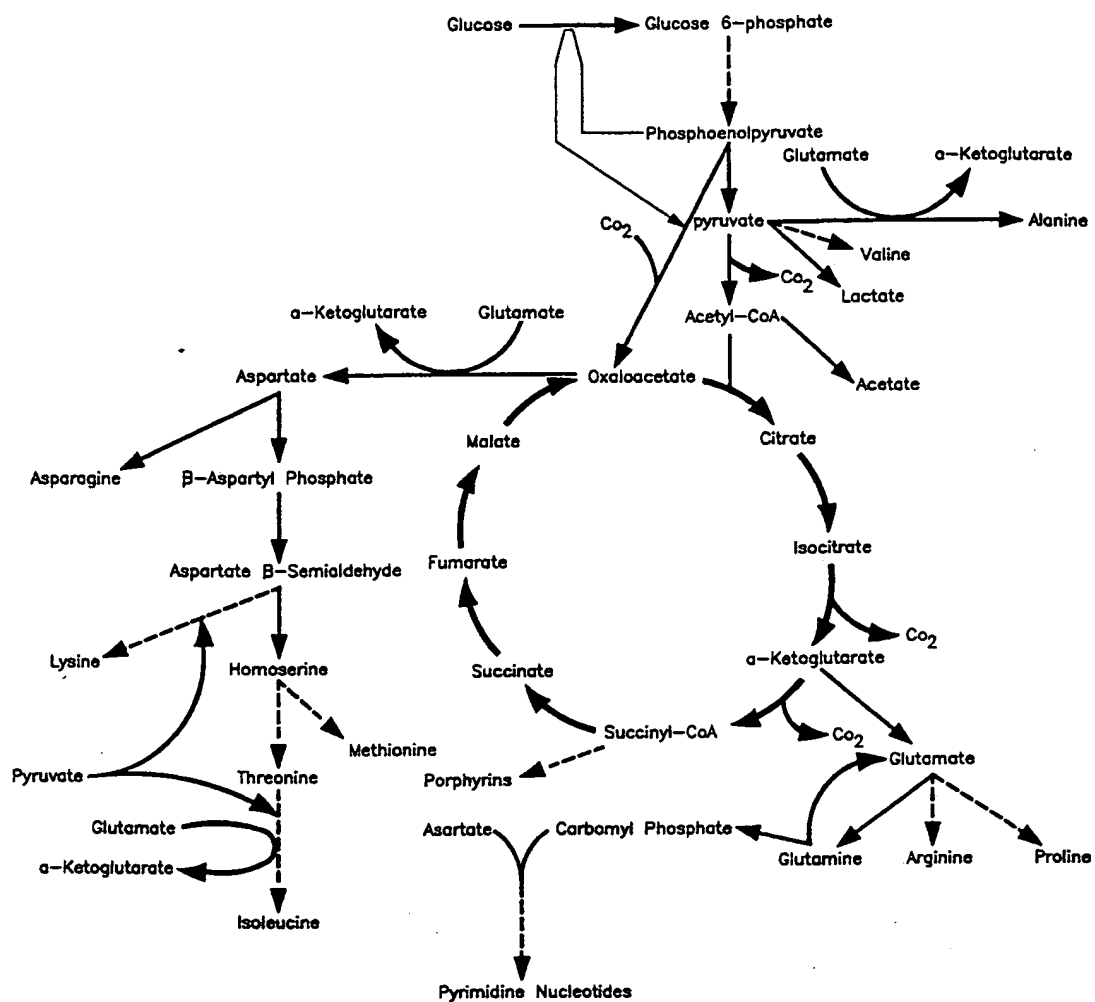 Glucose
Glucose 6-phosphate
Phosphoenolpyruvate
Glutamate
α-Ketoglutarate
Co2
pyruvate
Alanine
Valine
Co2
Lactate
α-Ketoglutarate
Glutamate
Acetyl-CoA
Aspartate
Oxaloacetate
Acetate
Malate
Citrate
Asparagine
β-Aspartyl Phosphate
Isocitrate
Fumarate
Aspartate β-Semialdehyde
Co2
Lysine
Homoserine
Succinate
α-Ketoglutarate
Succinyl-CoA
Co2
Methionine
Glutamate
Pyruvate
Threonine
Porphyrins
Glutamate
Asartate
Carbomyl Phosphate
α-Ketoglutarate
Glutamine
Arginine
Proline
Isoleucine
Pyrimidine Nucleotides